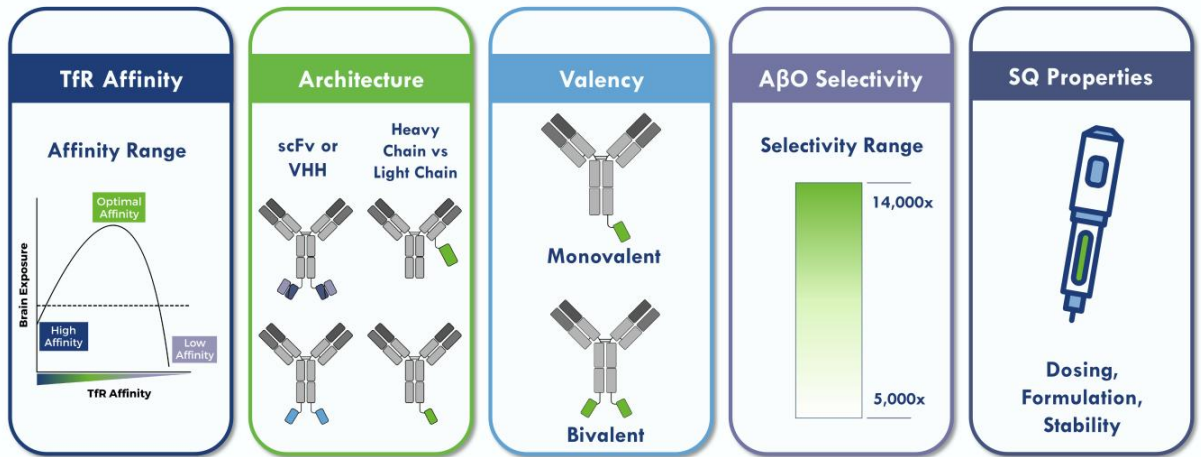 TfR Affinity
Affinity Range
Optimal
Affinity
Brain Exposure
High
Affinity
Low
Affinity
TfR Affinity
Architecture
scFv or
VHH
Heavy
Chain vs
Light Chain
Valency
Monovalent
Bivalent
AβO Selectivity
Selectivity Range
14,000x
5,000x
SQ Properties
Dosing,
Formulation,
Stability